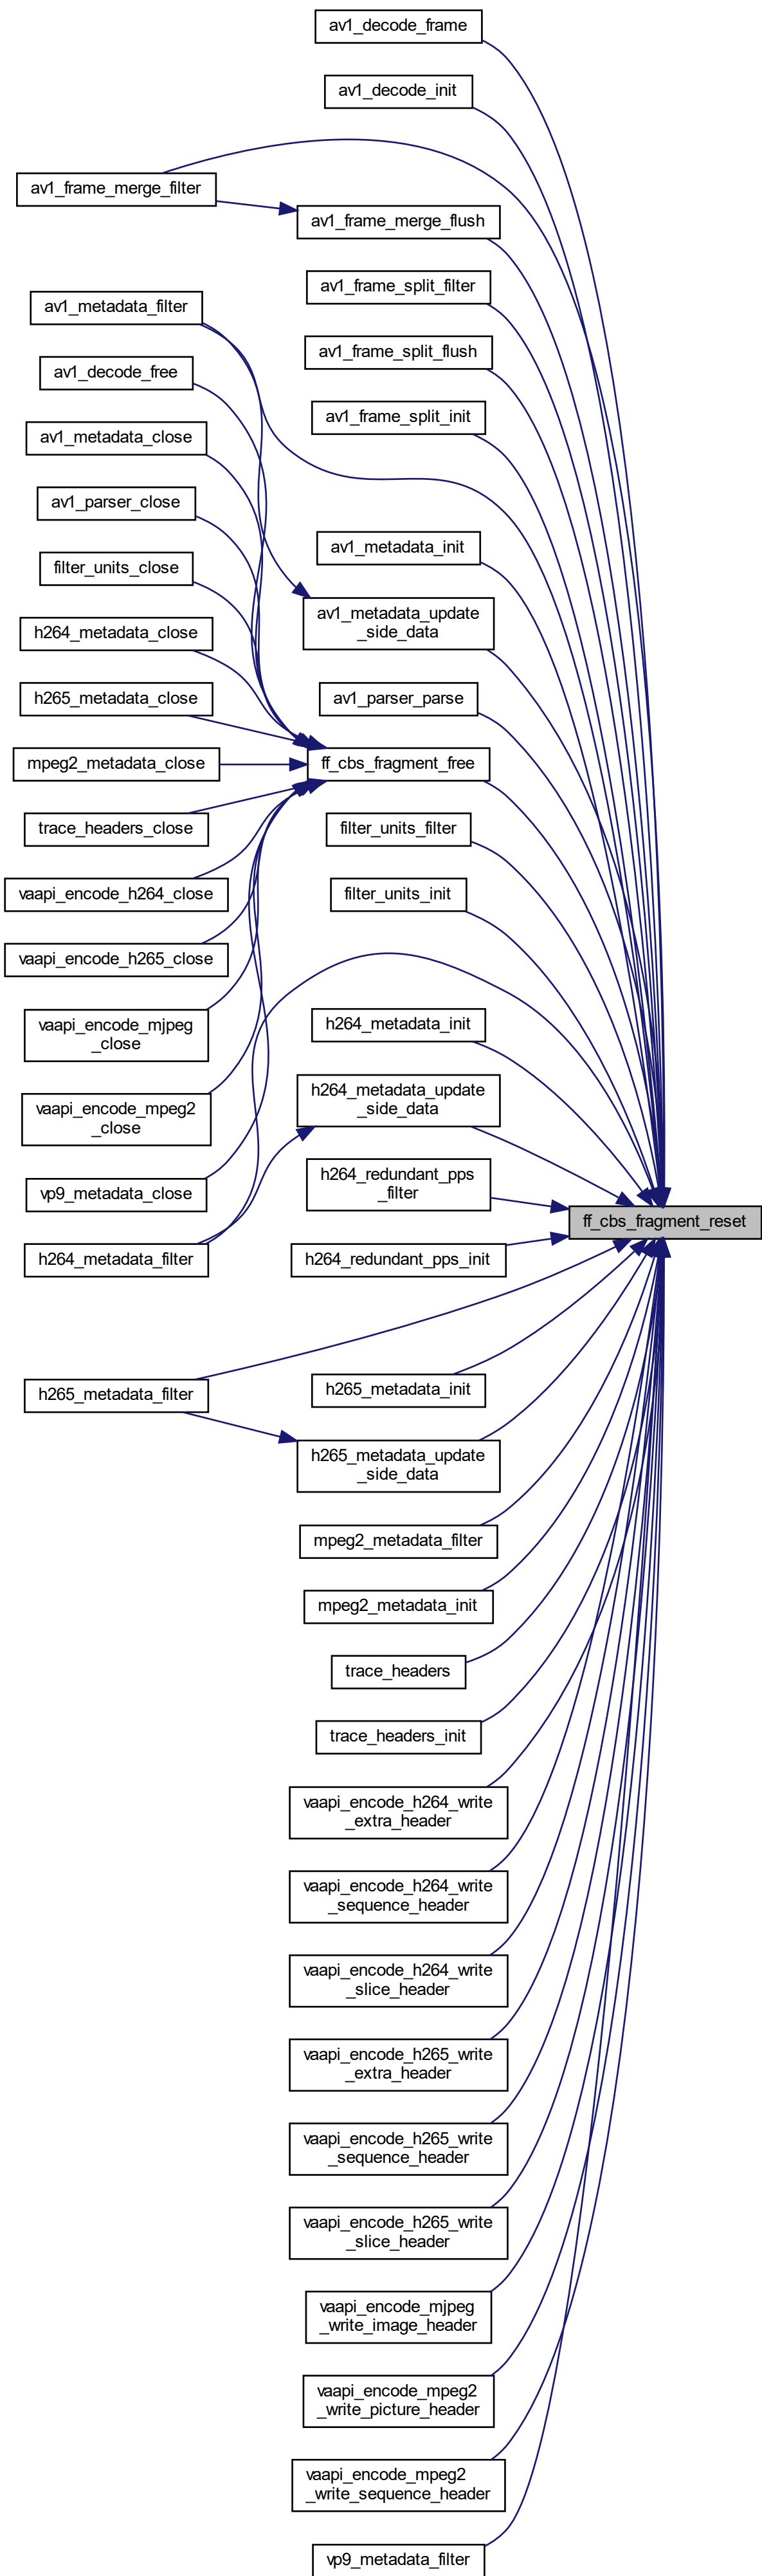 av1_decode_frame
av1_decode_init
av1_frame_merge_filter
av1_frame_merge_flush
av1_frame_split_filter
av1_metadata_filter
av1_frame_split_flush
av1_decode_free
av1_frame_split_init
av1_metadata_close
av1_parser_close
av1_metadata_init
filter_units_close
av1_metadata_update
_side_data
h264_metadata_close
av1_parser_parse
h265_metadata_close
ff_cbs_fragment_free
mpeg2_metadata_close
filter_units_filter
trace_headers_close
filter_units_init
vaapi_encode_h264_close
vaapi_encode_h265_close
h264_metadata_init
vaapi_encode_mjpeg
_close
h264_metadata_update
_side_data
vaapi_encode_mpeg2
_close
h264_redundant_pps
_filter
vp9_metadata_close
ff_cbs_fragment_reset
h264_metadata_filter
h264_redundant_pps_init
h265_metadata_init
h265_metadata_filter
h265_metadata_update
_side_data
mpeg2_metadata_filter
mpeg2_metadata_init
trace_headers
trace_headers_init
vaapi_encode_h264_write
_extra_header
vaapi_encode_h264_write
_sequence_header
vaapi_encode_h264_write
_slice_header
vaapi_encode_h265_write
_extra_header
vaapi_encode_h265_write
_sequence_header
vaapi_encode_h265_write
_slice_header
vaapi_encode_mjpeg
_write_image_header
vaapi_encode_mpeg2
_write_picture_header
vaapi_encode_mpeg2
_write_sequence_header
vp9_metadata_filter